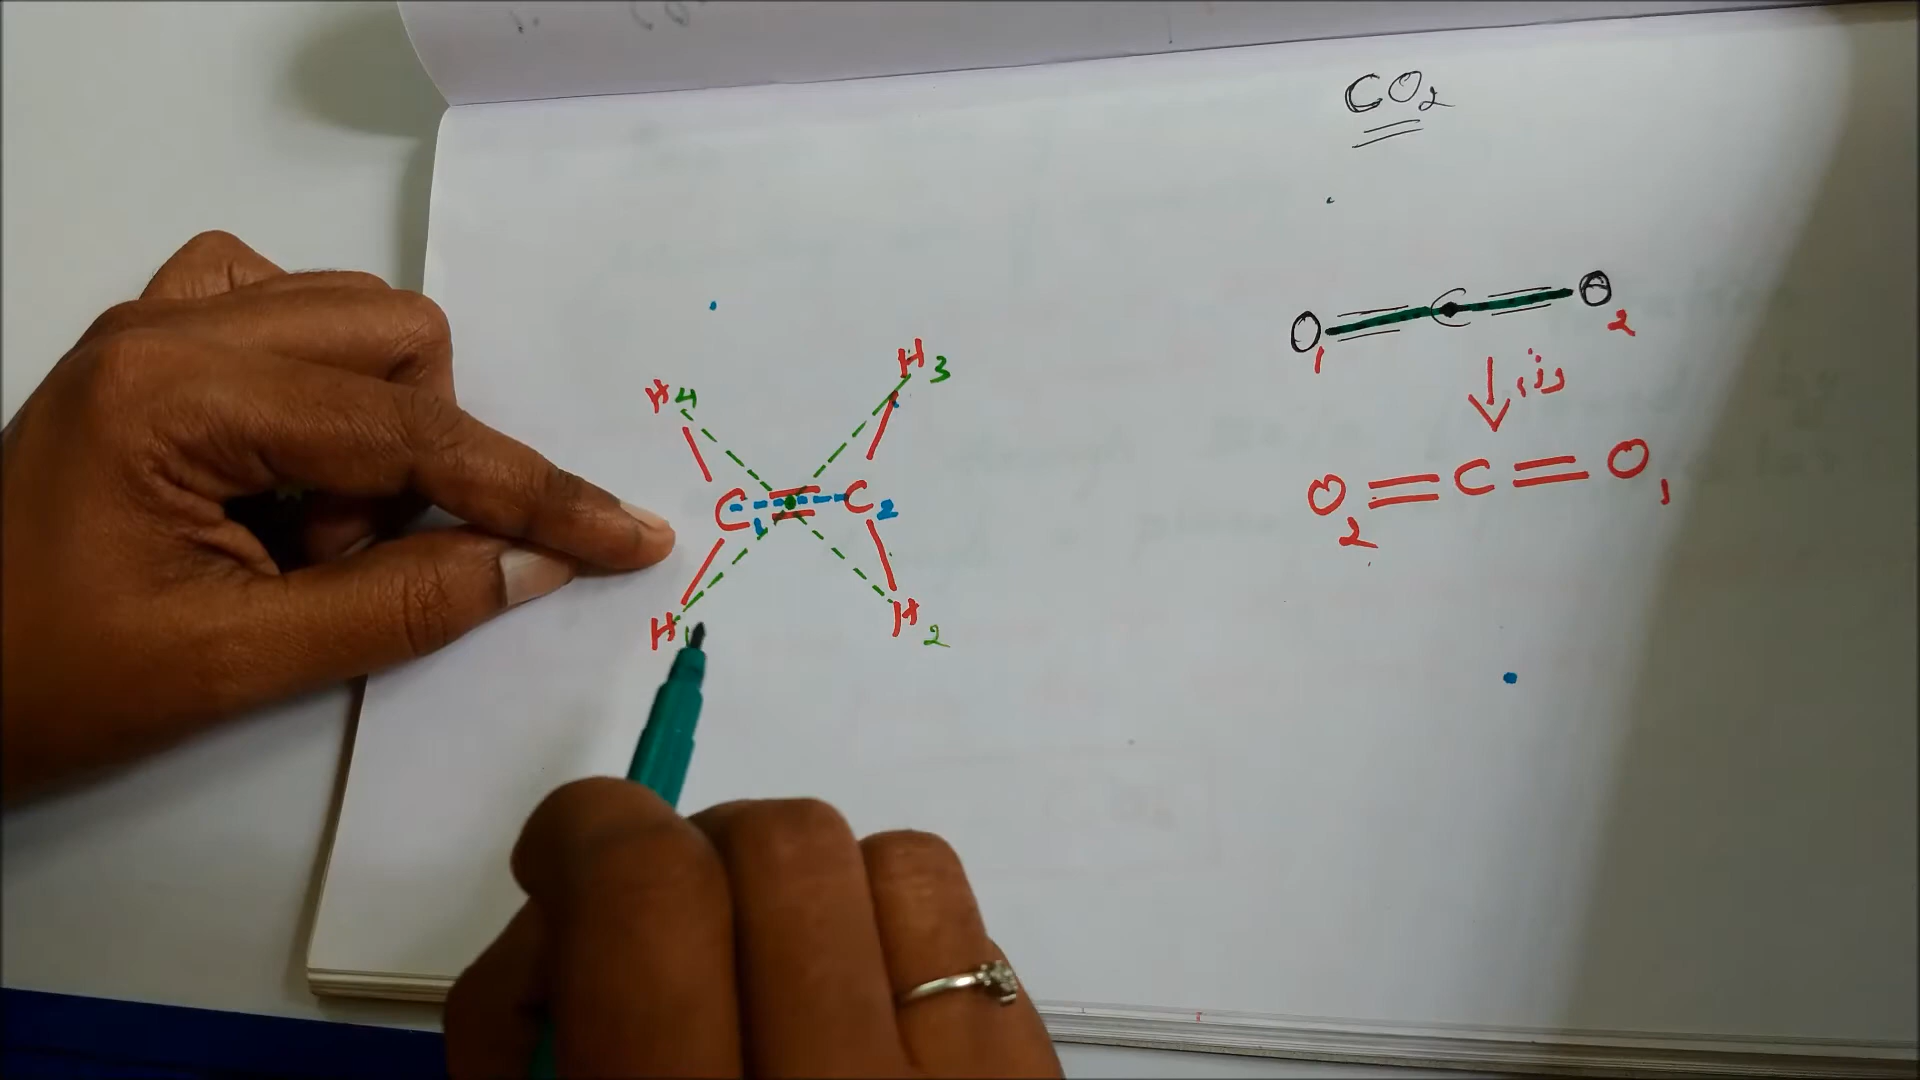 CO2
H4 H3
C1 = C2
H1 H2
O1 = C = O2
↓ i
O2 = C = O1